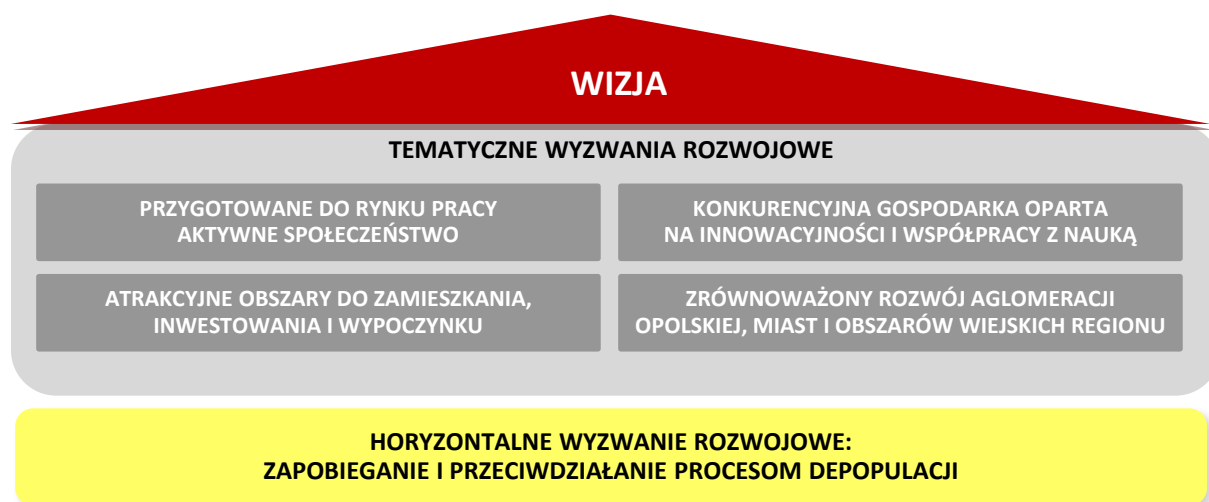 WIZJA
TEMATYCZNE WYZWANIA ROZWOJOWE
PRZYGOTOWANE DO RYNKU PRACY
AKTYWNE SPOŁECZEŃSTWO
KONKURENCYJNA GOSPODARKA OPARTA
NA INNOWACYJNOŚCI I WSPÓŁPRACY Z NAUKĄ
ATRAKCYJNE OBSZARY DO ZAMIESZKANIA,
INWESTOWANIA I WYPOCZYNKU
ZRÓWNOWAŻONY ROZWÓJ AGLOMERACJI
OPOLSKIEJ, MIAST I OBSZARÓW WIEJSKICH REGIONU
HORYZONTALNE WYZWANIE ROZWOJOWE:
ZAPOBIEGANIE I PRZECIWDZIAŁANIE PROCESOM DEPOPULACJI